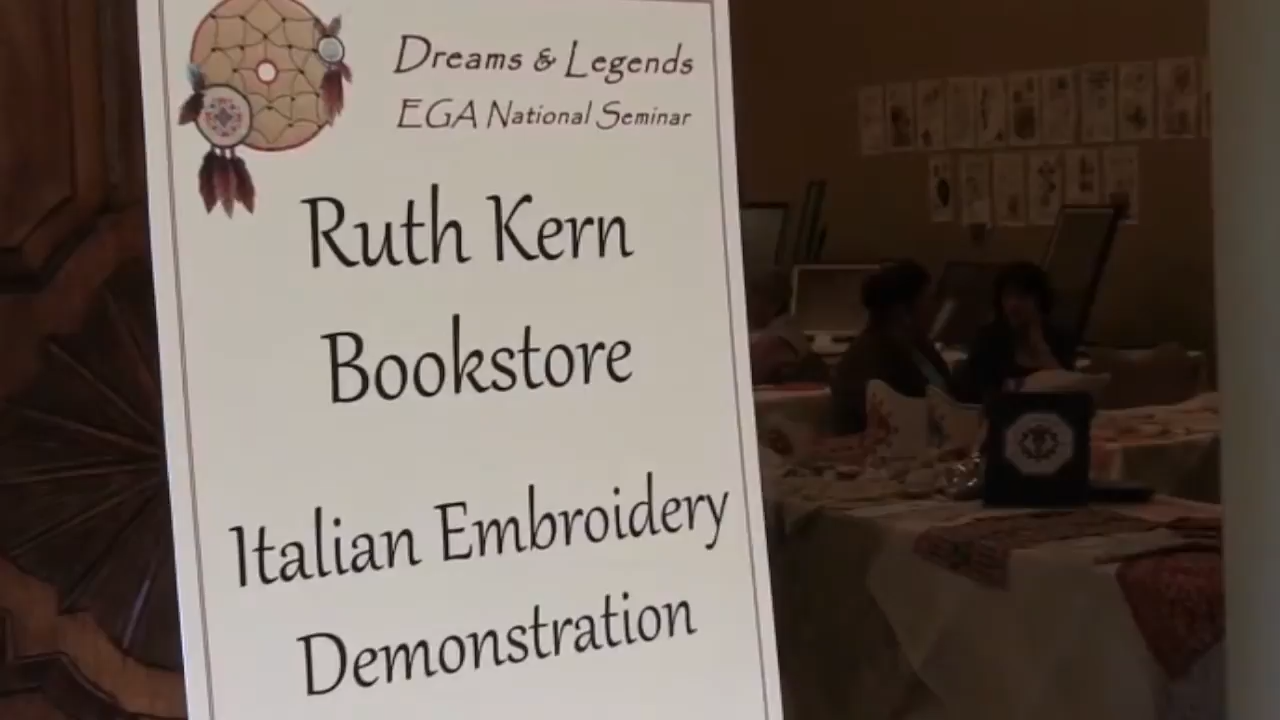 Dreams & Legends
EGA National Seminar
Ruth Kern
Bookstore
Italian Embroidery
Demonstration